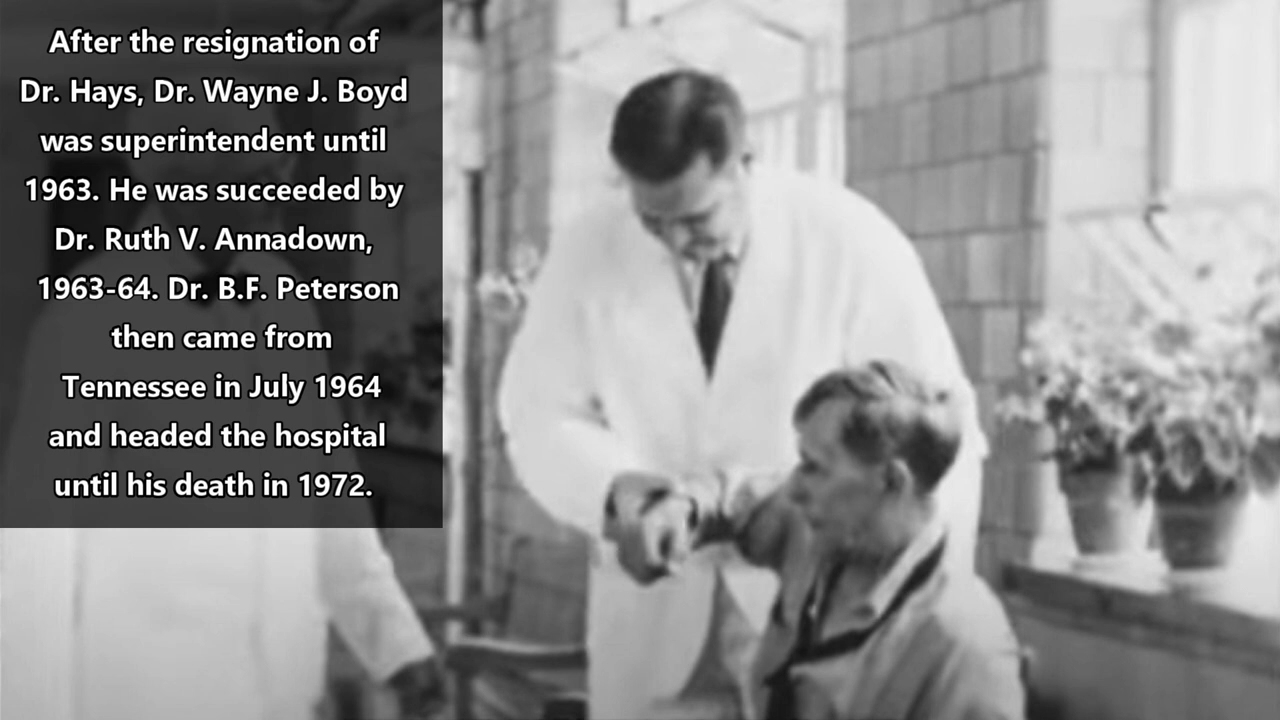 After the resignation of
Dr. Hays, Dr. Wayne J. Boyd
was superintendent until
1963. He was succeeded by
Dr. Ruth V. Annadown,
1963-64. Dr. B.F. Peterson
then came from
Tennessee in July 1964
and headed the hospital
until his death in 1972.